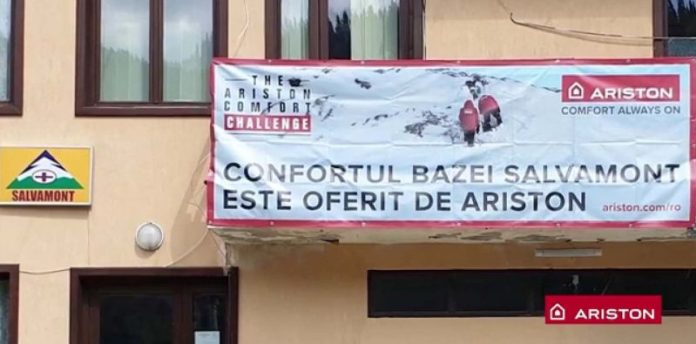 THE
ARISTON
COMFORT
CHALLENGE
ARISTON
COMFORT ALWAYS ON
CONFORTUL BAZEI SALVAMONT
ESTE OFERIT DE ARISTON
ariston.com/ro
SALVAMONT
ARISTON